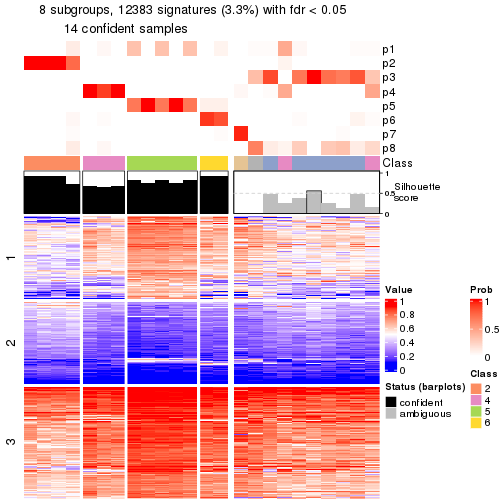 8 subgroups, 12383 signatures (3.3%) with fdr < 0.05
14 confident samples
p1
p2
p3
p4
p5
p6
p7
p8
Class
1
0.5
0
Silhouette
score
1
2
3
Value
1
0.8
0.6
0.4
0.2
0
Prob
1
0.5
0
Status (barplots)
confident
ambiguous
Class
2
4
5
6